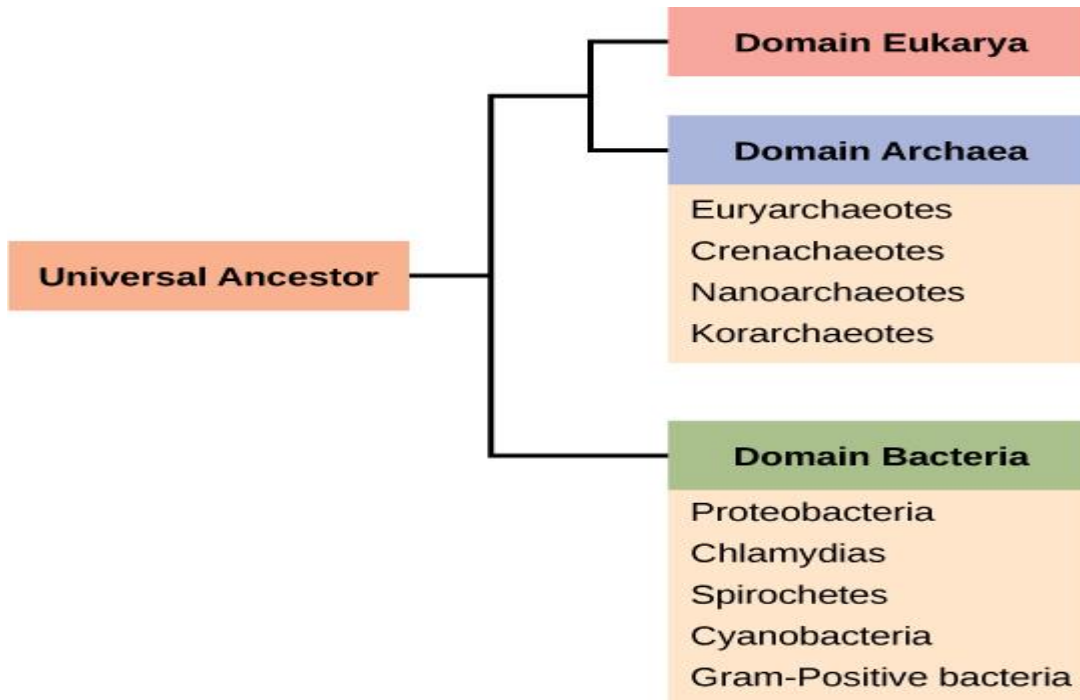 Domain Eukarya
Domain Archaea
Euryarchaeotes
Crenachaeotes
Nanoarchaeotes
Korarchaeotes
Universal Ancestor
Domain Bacteria
Proteobacteria
Chlamydias
Spirochetes
Cyanobacteria
Gram-Positive bacteria